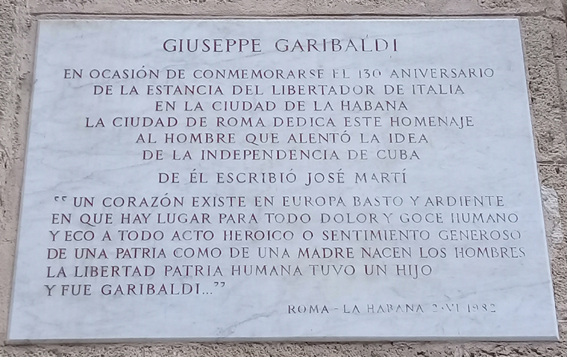 GIUSEPPE GARIBALDI
EN OCASIÓN DE CONMEMORARSE EL 130 ANIVERSARIO
DE LA ESTANCIA DEL LIBERTADOR DE ITALIA
EN LA CIUDAD DE LA HABANA
LA CIUDAD DE ROMA DEDICA ESTE HOMENAJE
AL HOMBRE QUE ALENTÓ LA IDEA
DE LA INDEPENDENCIA DE CUBA
DE ÉL ESCRIBIÓ JOSÉ MARTÍ
“UN CORAZÓN EXISTE EN EUROPA BASTO Y ARDIENTE
EN QUE HAY LUGAR PARA TODO DOLOR Y GOCE HUMANO
Y ECO A TODO ACTO HEROICO O SENTIMIENTO GENEROSO
DE UNA PATRIA COMO DE UNA MADRE NACEN LOS HOMBRES
LA LIBERTAD PATRIA HUMANA TUVO UN HIJO
Y FUE GARIBALDI...”
ROMA - LA HABANA 2·VI 1982